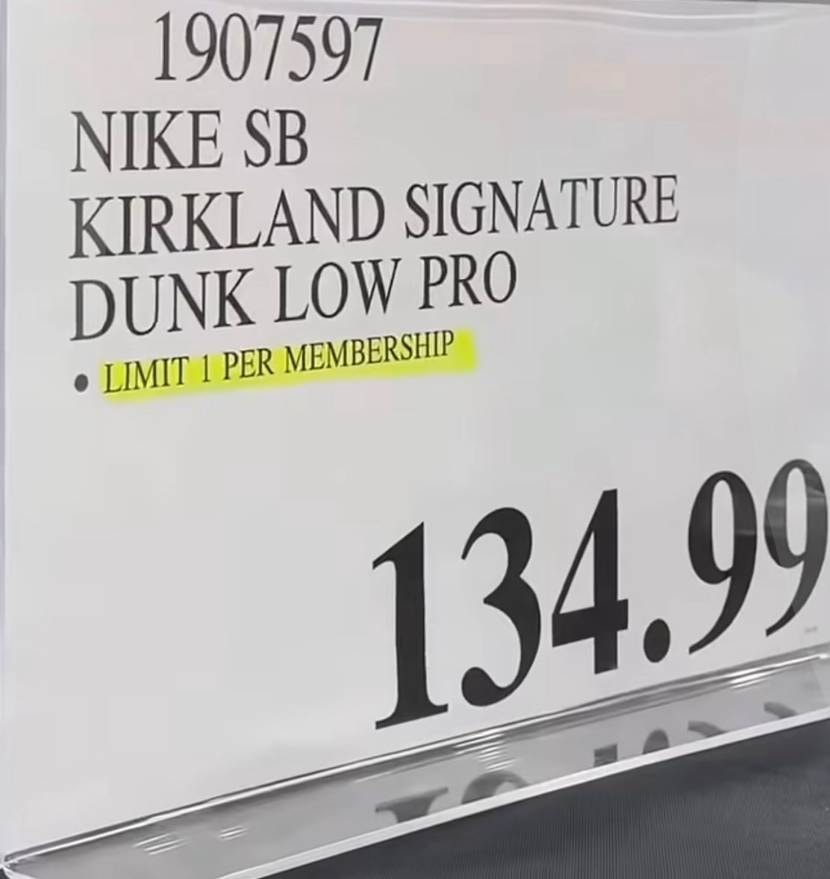 1907597
NIKE SB
KIRKLAND SIGNATURE
DUNK LOW PRO
• LIMIT 1 PER MEMBERSHIP
134.99